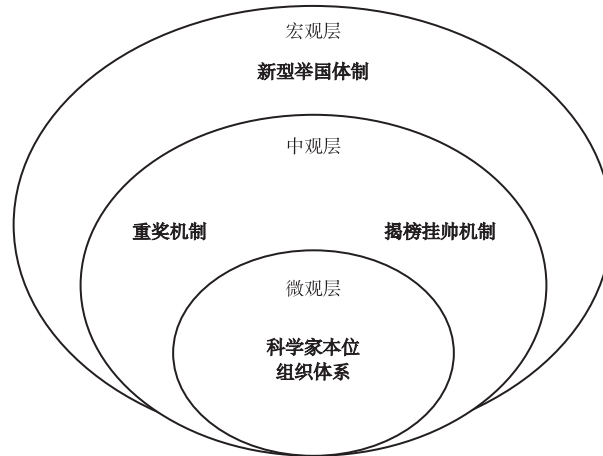 宏观层
新型举国体制
中观层
重奖机制
揭榜挂帅机制
微观层
科学家本位
组织体系